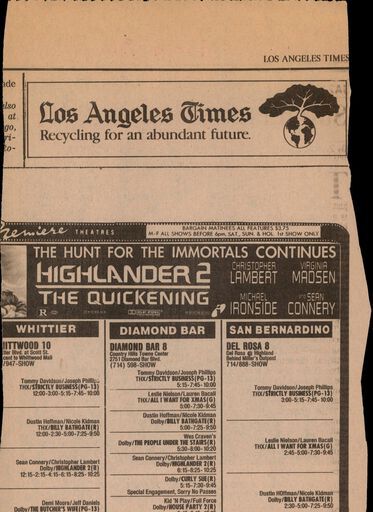 LOS ANGELES TIMES
ade
also
at
go,
ri-
to-
Los Angeles Times
Recycling for an abundant future.
Premiere THEATRES
BARGAIN MATINEES ALL FEATURES $3.75
M-F ALL SHOWS BEFORE 6pm, SAT., SUN. & HOL. 1st SHOW ONLY
THE HUNT FOR THE IMMORTALS CONTINUES
HIGHLANDER 2
THE QUICKENING
CHRISTOPHER LAMBERT
VIRGINIA MADSEN
MICHAEL IRONSIDE
AND SEAN CONNERY
R
WHITTIER
WHITTWOOD 10
ttier Blvd. at Scott St.
cent to Whittwood Mall
/947-SHOW
Tommy Davidson/Joseph Phillips
THX/STRICTLY BUSINESS(PG-13)
12:00-3:00-5:15-7:45-10:00
Dustin Hoffman/Nicole Kidman
THX/BILLY BATHGATE(R)
12:00-2:30-5:00-7:25-9:50
Sean Connery/Christopher Lambert
Dolby/HIGHLANDER 2(R)
12:15-2:15-4:15-6:15-8:25-10:25
Demi Moore/Jeff Daniels
Dolby/THE BUTCHER'S WIFE(PG-13)
DIAMOND BAR
DIAMOND BAR 8
Country Hills Towne Center
2751 Diamond Bar Blvd.
(714) 598-SHOW
Tommy Davidson/Joseph Phillips
THX/STRICTLY BUSINESS(PG-13)
5:15-7:45-10:00
Leslie Nielson/Lauren Bacall
THX/ALL I WANT FOR XMAS(G)
5:00-7:30-9:45
Dustin Hoffman/Nicole Kidman
Dolby/BILLY BATHGATE(R)
5:00-7:25-9:50
Wes Craven's
Dolby/THE PEOPLE UNDER THE STAIRS(R)
5:30-8:00-10:20
Sean Connery/Christopher Lambert
Dolby/HIGHLANDER 2(R)
6:15-8:25-10:25
Dolby/CURLY SUE(PG)
5:15-7:45-9:50
Special Engagement, Sorry No Passes
Kid 'N Play/Full Force
Dolby/HOUSE PARTY 2(R)
SAN BERNARDINO
DEL ROSA 8
Del Rosa @ Highland
Behind Miller's Outpost
714/888-SHOW
Tommy Davidson/Joseph Phillips
THX/STRICTLY BUSINESS(PG-13)
3:00-5:15-7:45-10:00
Leslie Nielson/Lauren Bacall
THX/ALL I WANT FOR XMAS(G)
2:45-5:00-7:30-9:45
Dustin Hoffman/Nicole Kidman
Dolby/BILLY BATHGATE(R)
2:30-5:00-7:25-9:50